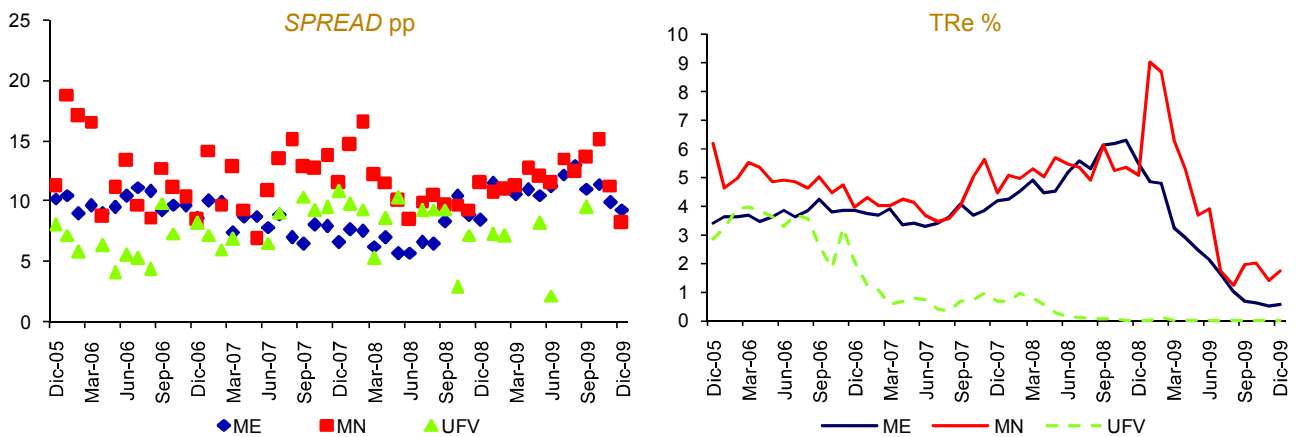 SPREAD pp
25
20
15
10
5
0
Dic-05
Mar-06
Jun-06
Sep-06
Dic-06
Mar-07
Jun-07
Sep-07
Dic-07
Mar-08
Jun-08
Sep-08
Dic-08
Mar-09
Jun-09
Sep-09
Dic-09
ME
MN
UFV
TRe %
10
9
8
7
6
5
4
3
2
1
0
Dic-05
Mar-06
Jun-06
Sep-06
Dic-06
Mar-07
Jun-07
Sep-07
Dic-07
Mar-08
Jun-08
Sep-08
Dic-08
Mar-09
Jun-09
Sep-09
Dic-09
ME
MN
UFV